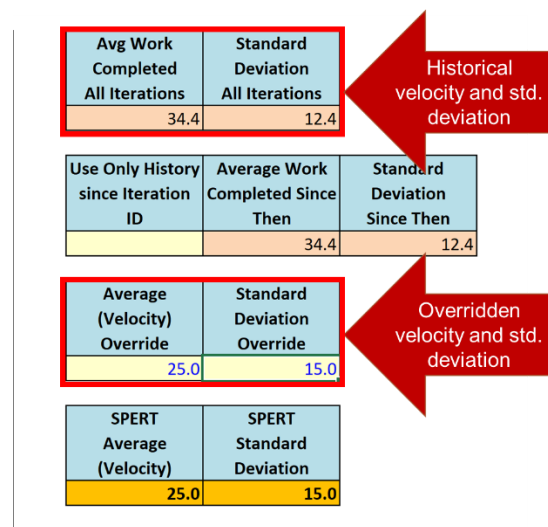 Avg Work Completed All Iterations
Standard Deviation All Iterations
34.4
12.4
Historical velocity and std. deviation
Use Only History since Iteration ID
Average Work Completed Since Then
Standard Deviation Since Then
34.4
12.4
Average (Velocity) Override
Standard Deviation Override
25.0
15.0
Overridden velocity and std. deviation
SPERT Average (Velocity)
SPERT Standard Deviation
25.0
15.0